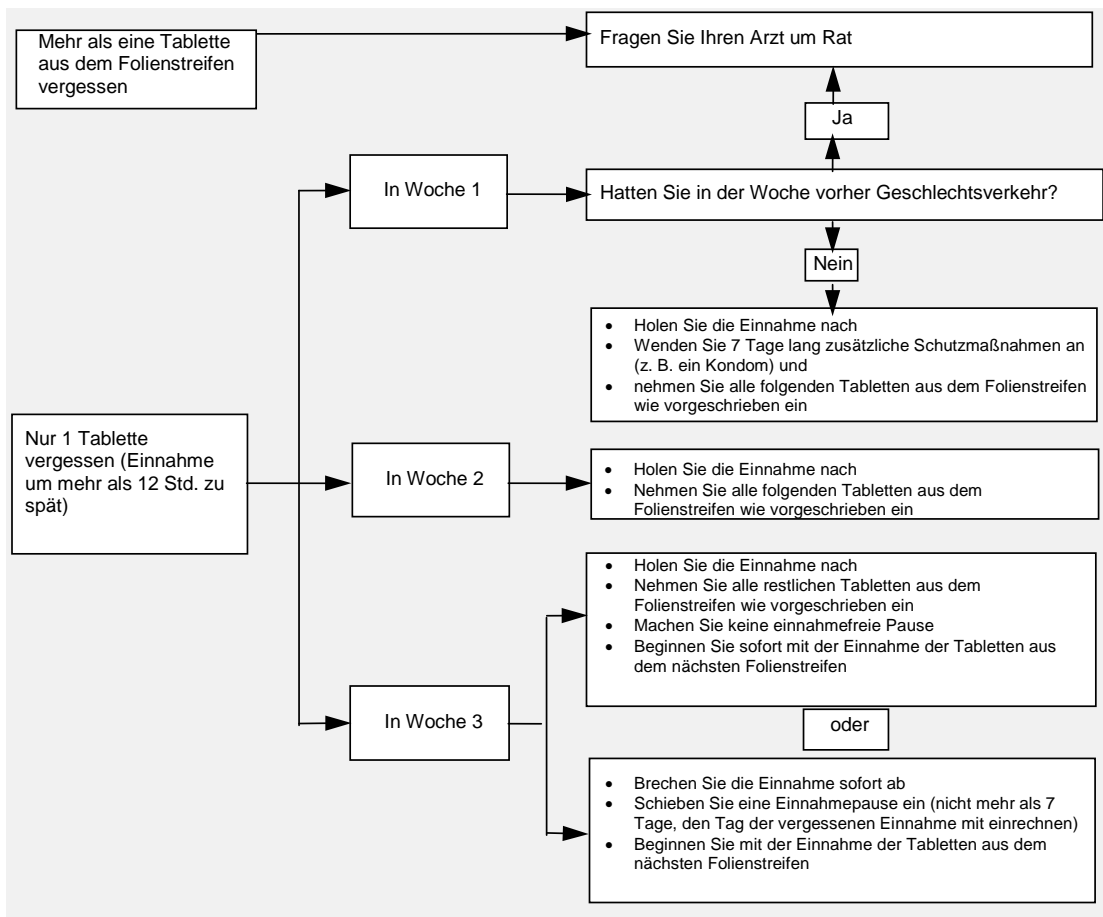 Mehr als eine Tablette
aus dem Folienstreifen
vergessen
Fragen Sie Ihren Arzt um Rat
Ja
In Woche 1
Hatten Sie in der Woche vorher Geschlechtsverkehr?
Nein
• Holen Sie die Einnahme nach
• Wenden Sie 7 Tage lang zusätzliche Schutzmaßnahmen an
(z. B. ein Kondom) und
• nehmen Sie alle folgenden Tabletten aus dem Folienstreifen
wie vorgeschrieben ein
Nur 1 Tablette
vergessen (Einnahme
um mehr als 12 Std. zu
spät)
In Woche 2
• Holen Sie die Einnahme nach
• Nehmen Sie alle folgenden Tabletten aus dem
Folienstreifen wie vorgeschrieben ein
• Holen Sie die Einnahme nach
• Nehmen Sie alle restlichen Tabletten aus dem
Folienstreifen wie vorgeschrieben ein
• Machen Sie keine einnahmefreie Pause
• Beginnen Sie sofort mit der Einnahme der Tabletten aus
dem nächsten Folienstreifen
In Woche 3
oder
• Brechen Sie die Einnahme sofort ab
• Schieben Sie eine Einnahmepause ein (nicht mehr als 7
Tage, den Tag der vergessenen Einnahme mit einrechnen)
• Beginnen Sie mit der Einnahme der Tabletten aus dem
nächsten Folienstreifen